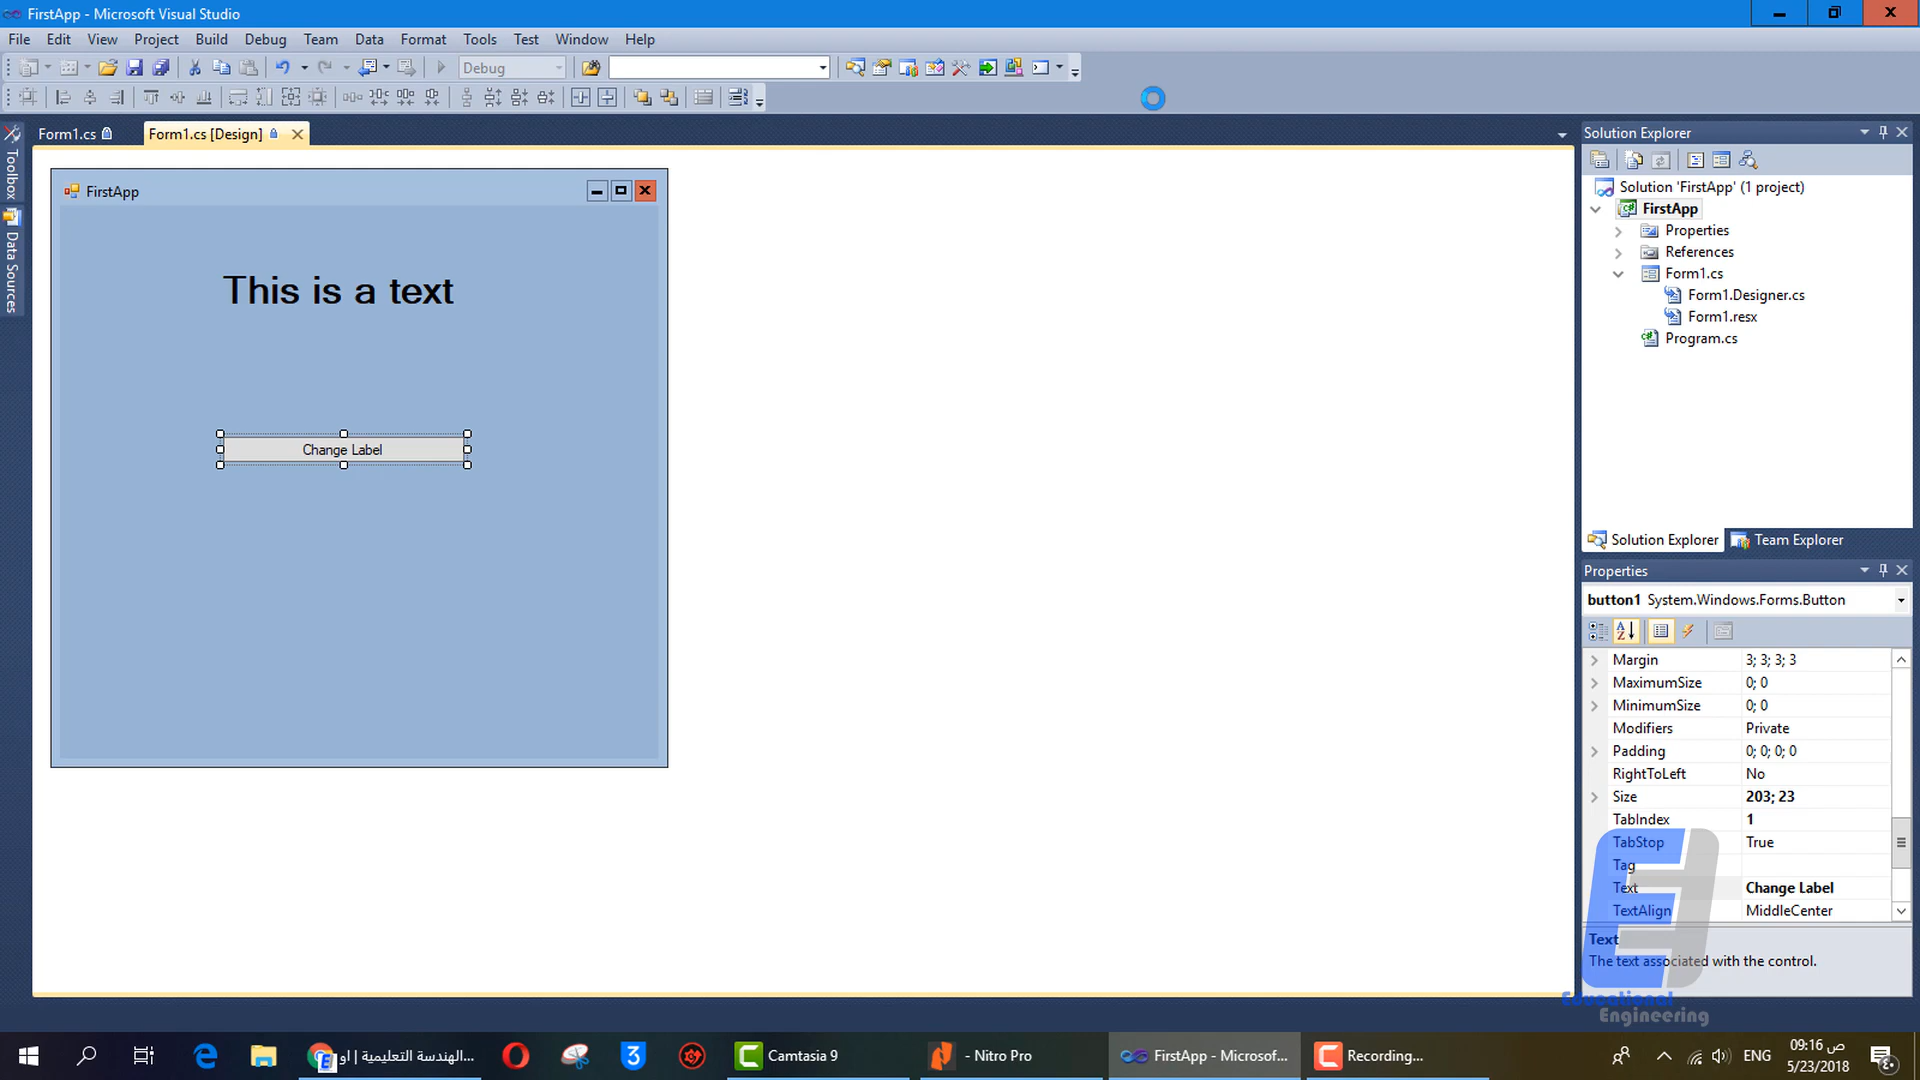 FirstApp - Microsoft Visual Studio
File Edit View Project Build Debug Team Data Format Tools Test Window Help
Debug
Form1.cs
Form1.cs [Design]
Toolbox
Data Sources
FirstApp
This is a text
Change Label
Solution Explorer
Solution 'FirstApp' (1 project)
FirstApp
Properties
References
Form1.cs
Form1.Designer.cs
Form1.resx
Program.cs
Solution Explorer
Team Explorer
Properties
button1 System.Windows.Forms.Button
Margin 3; 3; 3; 3
MaximumSize 0; 0
MinimumSize 0; 0
Modifiers Private
Padding 0; 0; 0; 0
RightToLeft No
Size 203; 23
TabIndex 1
TabStop True
Tag
Text Change Label
TextAlign MiddleCenter
Text
The text associated with the control.
Educational
Engineering
الهندسة التعليمية | او...
Camtasia 9
- Nitro Pro
FirstApp - Microsof...
Recording...
ENG
09:16 ص
5/23/2018